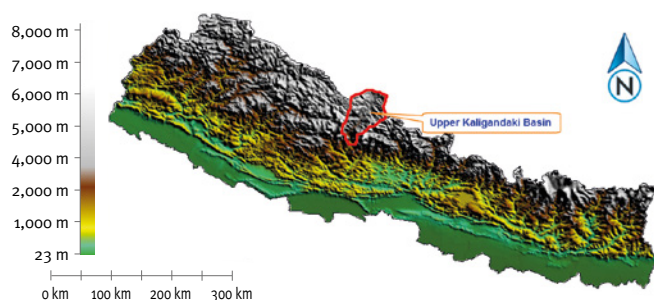 8,000 m
7,000 m
6,000 m
5,000 m
4,000 m
2,000 m
1,000 m
23 m
N
Upper Kaligandaki Basin
0 km 100 km 200 km 300 km